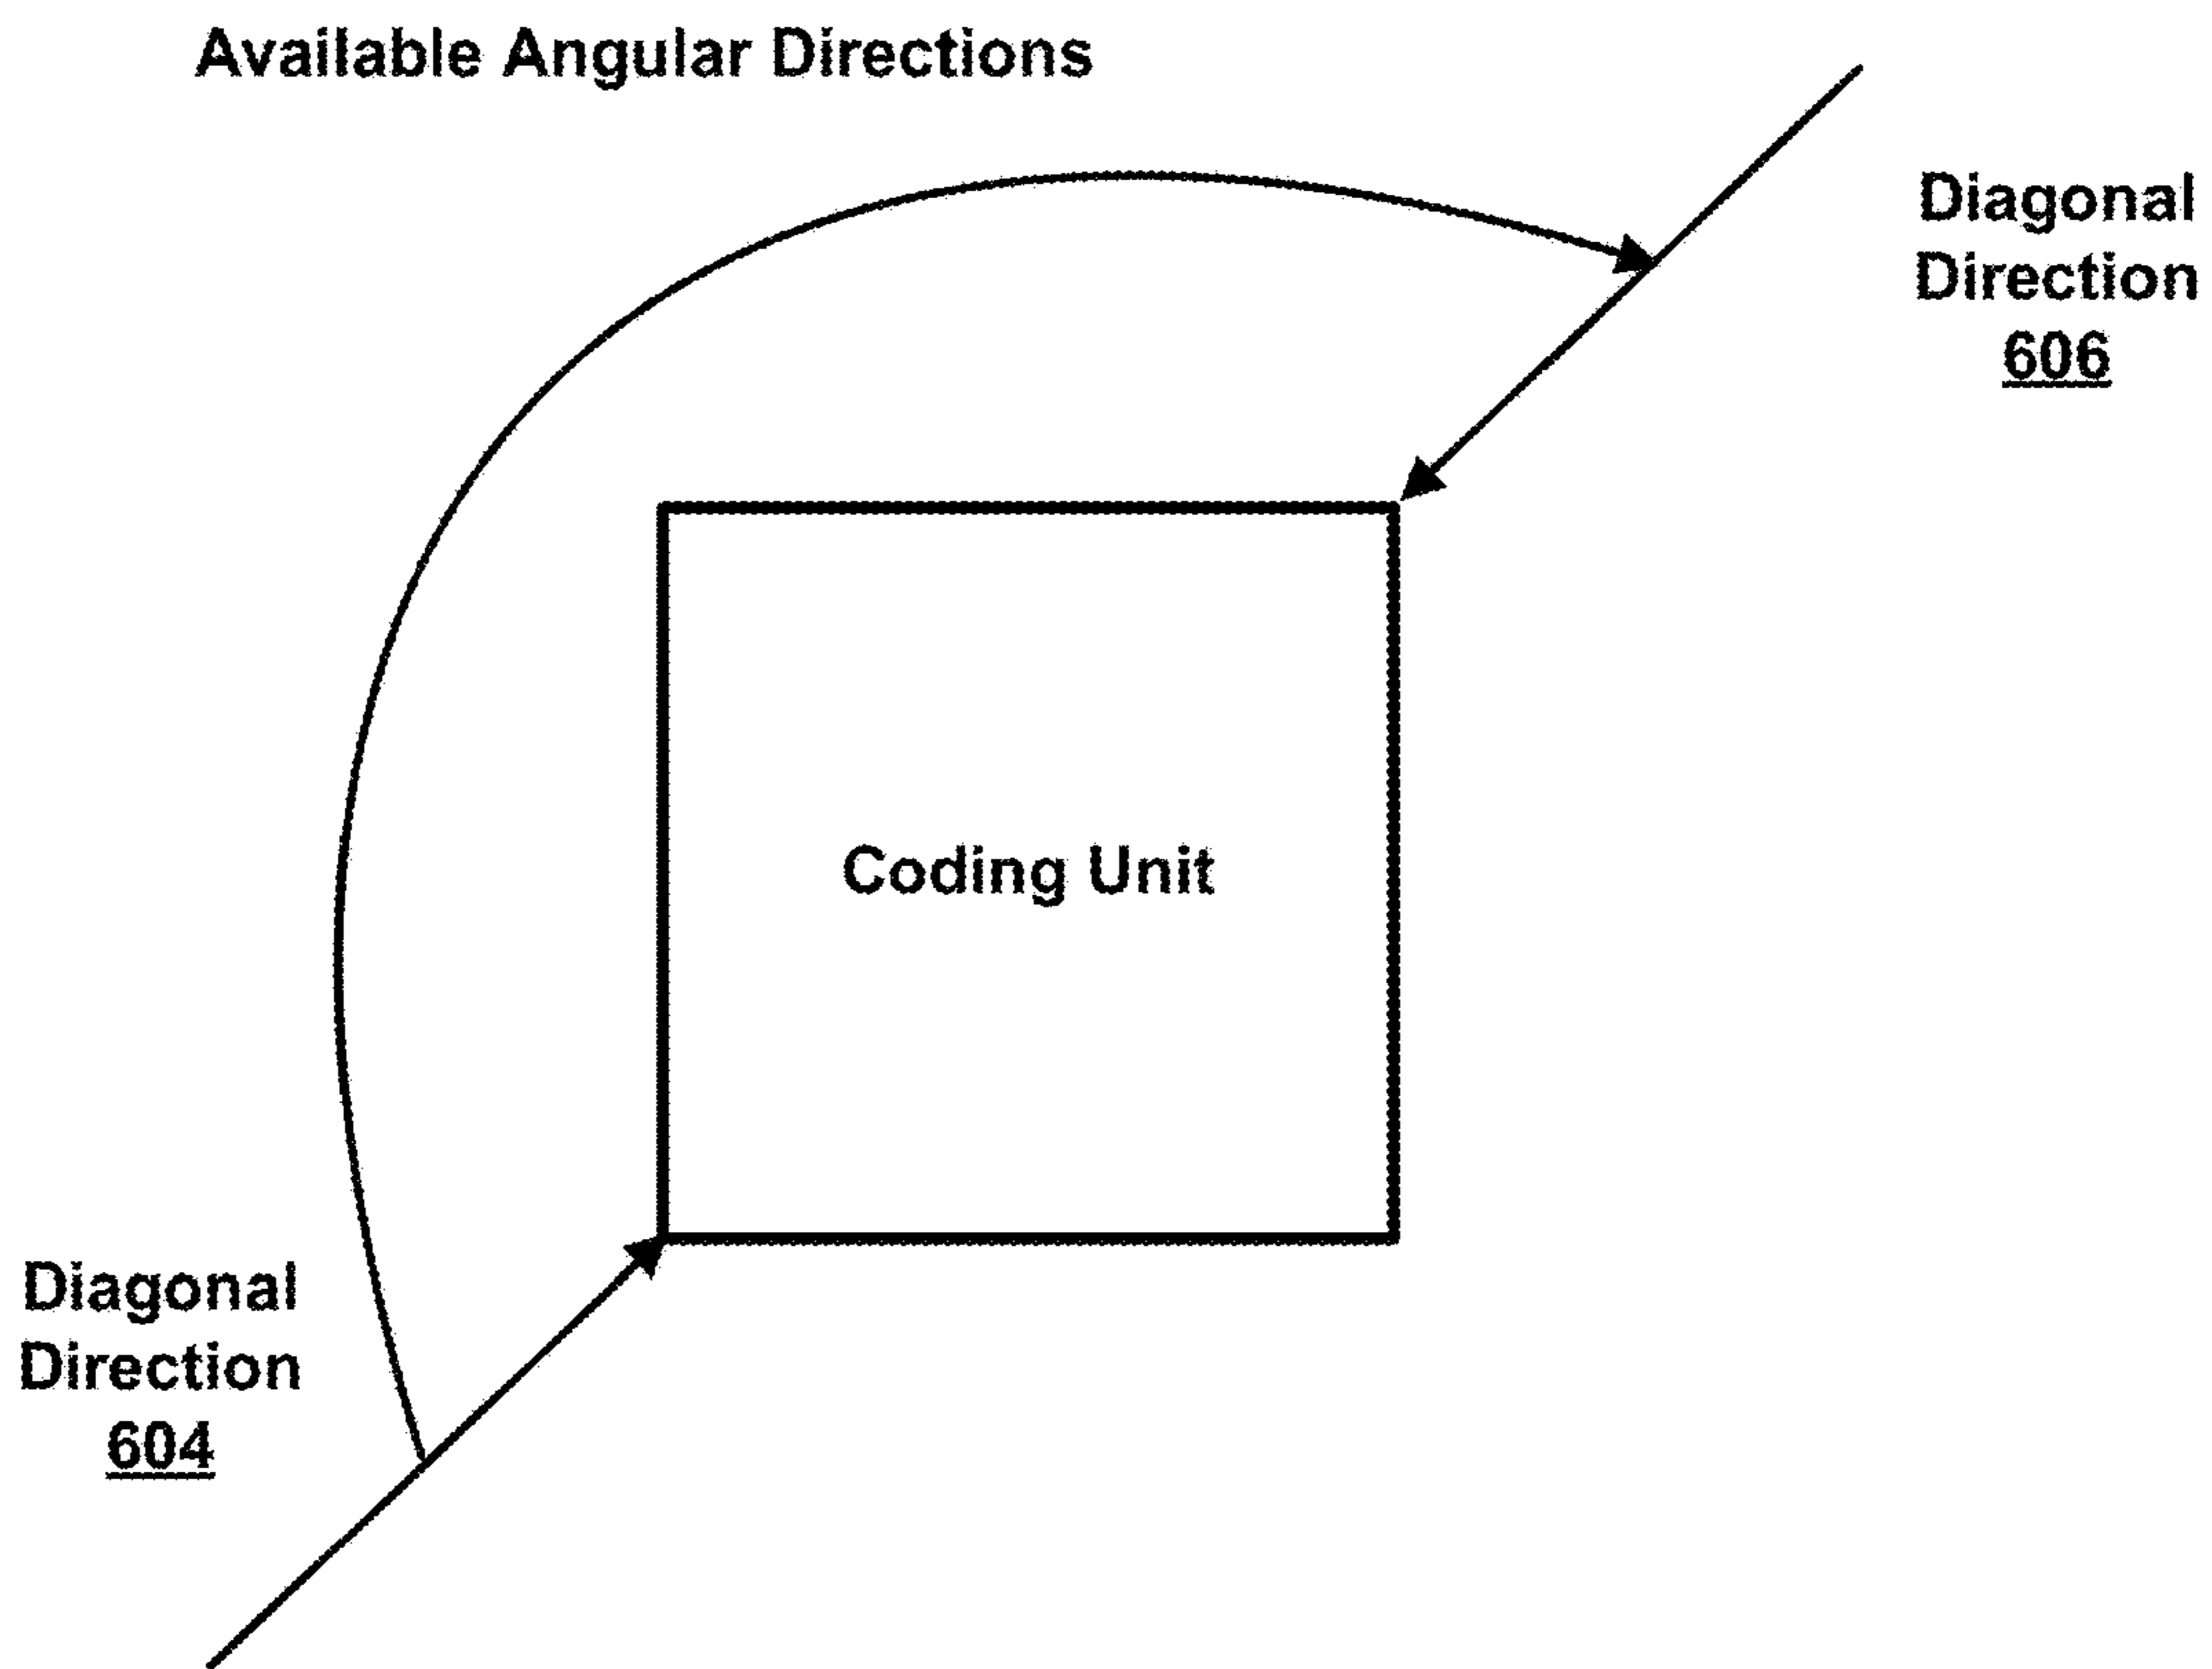 Available Angular Directions
Diagonal
Direction
606
Coding Unit
Diagonal
Direction
604